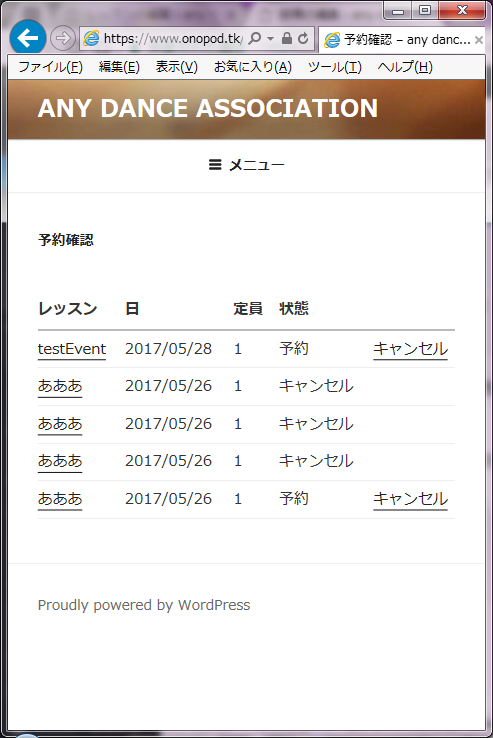 https://www.onopod.tk/
予約確認 – any danc...
ファイル(F) 編集(E) 表示(V) お気に入り(A) ツール(T) ヘルプ(H)
ANY DANCE ASSOCIATION
メニュー
予約確認
レッスン 日 定員 状態
testEvent 2017/05/28 1 予約 キャンセル
あああ 2017/05/26 1 キャンセル
あああ 2017/05/26 1 キャンセル
あああ 2017/05/26 1 キャンセル
あああ 2017/05/26 1 予約 キャンセル
Proudly powered by WordPress